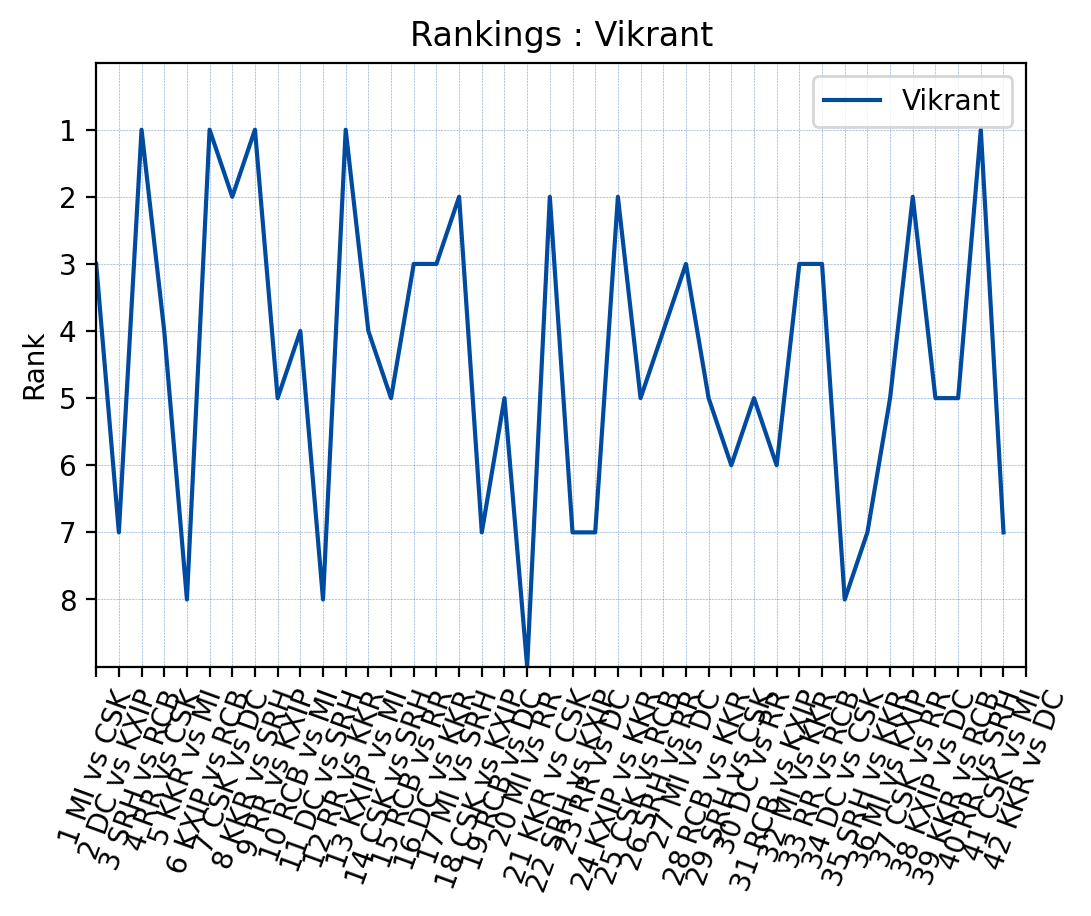 Rankings : Vikrant
Vikrant
Rank
1
2
3
4
5
6
7
8
1 MI vs CSK
2 DC vs KXIP
3 SRH vs RCB
4 RR vs CSK
5 KKR vs MI
6 KXIP vs RCB
7 CSK vs DC
8 KKR vs SRH
9 RR vs KXIP
10 RCB vs MI
11 DC vs SRH
12 RR vs KKR
13 KXIP vs MI
14 CSK vs SRH
15 RCB vs RR
16 DC vs KKR
17 MI vs SRH
18 CSK vs KXIP
19 RCB vs DC
20 MI vs RR
21 KKR vs CSK
22 SRH vs KXIP
23 RR vs DC
24 KXIP vs KKR
25 CSK vs RCB
26 SRH vs RR
27 MI vs DC
28 RCB vs KKR
29 SRH vs CSK
30 DC vs RR
31 RCB vs KXIP
32 MI vs KKR
33 RR vs RCB
34 DC vs CSK
35 SRH vs KKR
36 MI vs KXIP
37 CSK vs RR
38 KXIP vs DC
39 KKR vs RCB
40 RR vs SRH
41 CSK vs MI
42 KKR vs DC